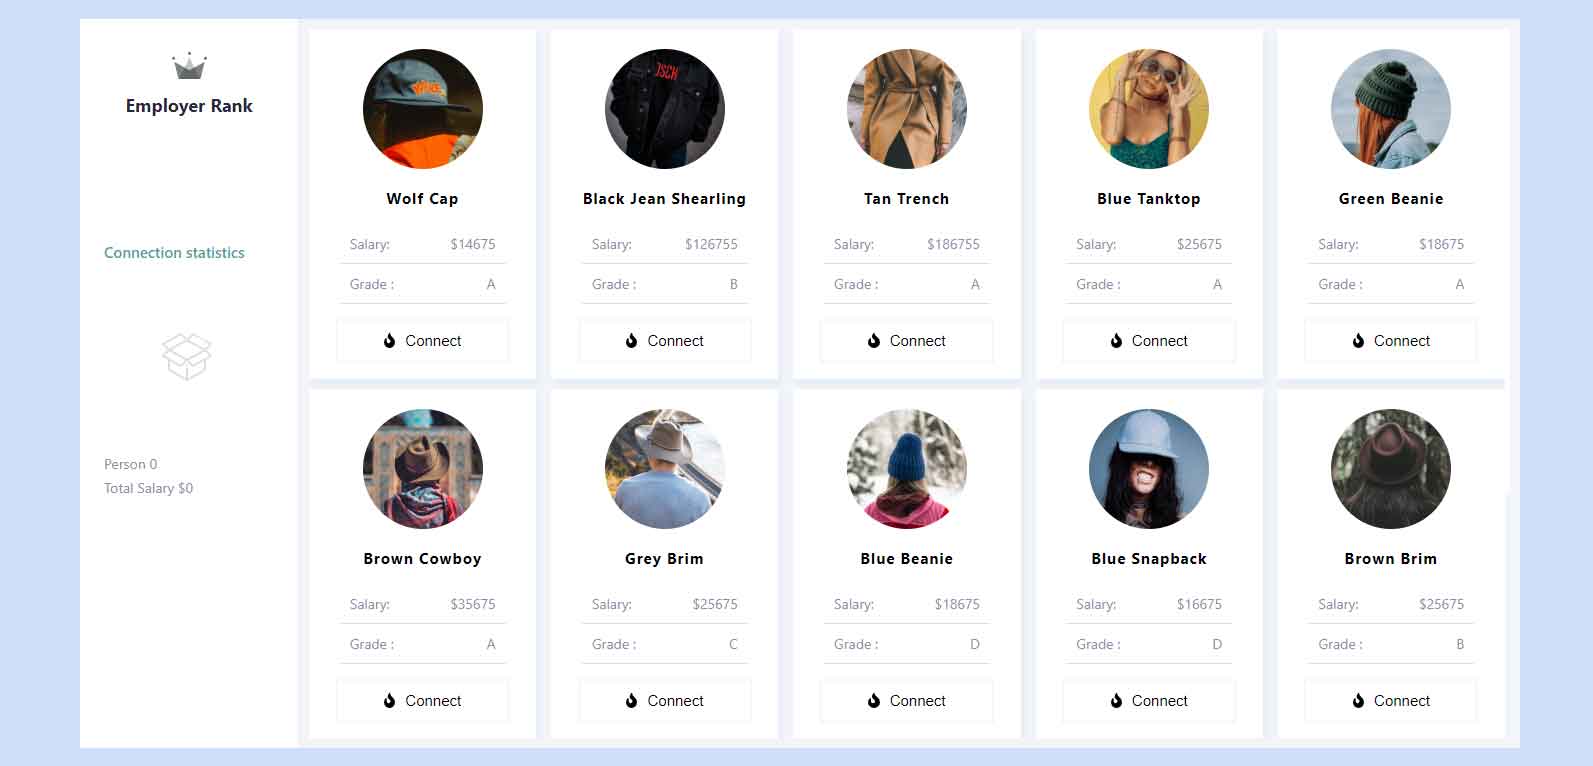 Employer Rank
Connection statistics
Person 0
Total Salary $0
Wolf Cap
Salary: $14675
Grade : A
Connect
JSCH
Black Jean Shearling
Salary: $126755
Grade : B
Connect
Tan Trench
Salary: $186755
Grade : A
Connect
Blue Tanktop
Salary: $25675
Grade : A
Connect
Green Beanie
Salary: $18675
Grade : A
Connect
Brown Cowboy
Salary: $35675
Grade : A
Connect
Grey Brim
Salary: $25675
Grade : C
Connect
Blue Beanie
Salary: $18675
Grade : D
Connect
Blue Snapback
Salary: $16675
Grade : D
Connect
Brown Brim
Salary: $25675
Grade : B
Connect